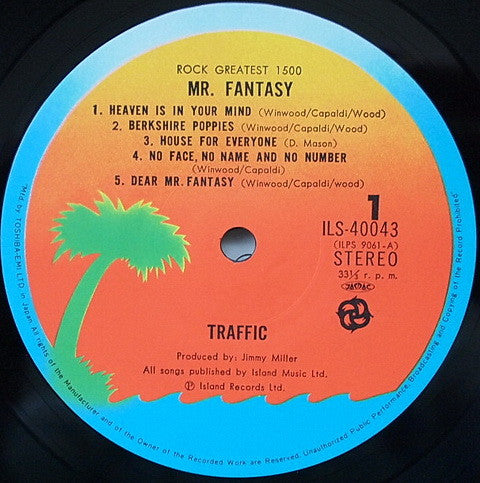 ROCK GREATEST 1500
MR. FANTASY
1. HEAVEN IS IN YOUR MIND (Winwood/Capaldi/Wood)
2. BERKSHIRE POPPIES (Winwood/Capaldi/Wood)
3. HOUSE FOR EVERYONE (D. Mason)
4. NO FACE, NO NAME AND NO NUMBER
(Winwood/Capaldi)
5. DEAR MR. FANTASY (Winwood/Capaldi/wood)
1
ILS-40043
(ILPS 9061-A)
STEREO
33⅓ r. p. m.
JASRAC
TRAFFIC
Produced by: Jimmy Miller
All songs published by Island Music Ltd.
Ⓟ Island Records Ltd.
Mfd by TOSHIBA-EMI LTD. in Japan All rights of the Manufacturer and of the Owner of the Recorded Work are Reserved. Unauthorized Public Performance, Broadcasting and Copying of the Record Prohibited.